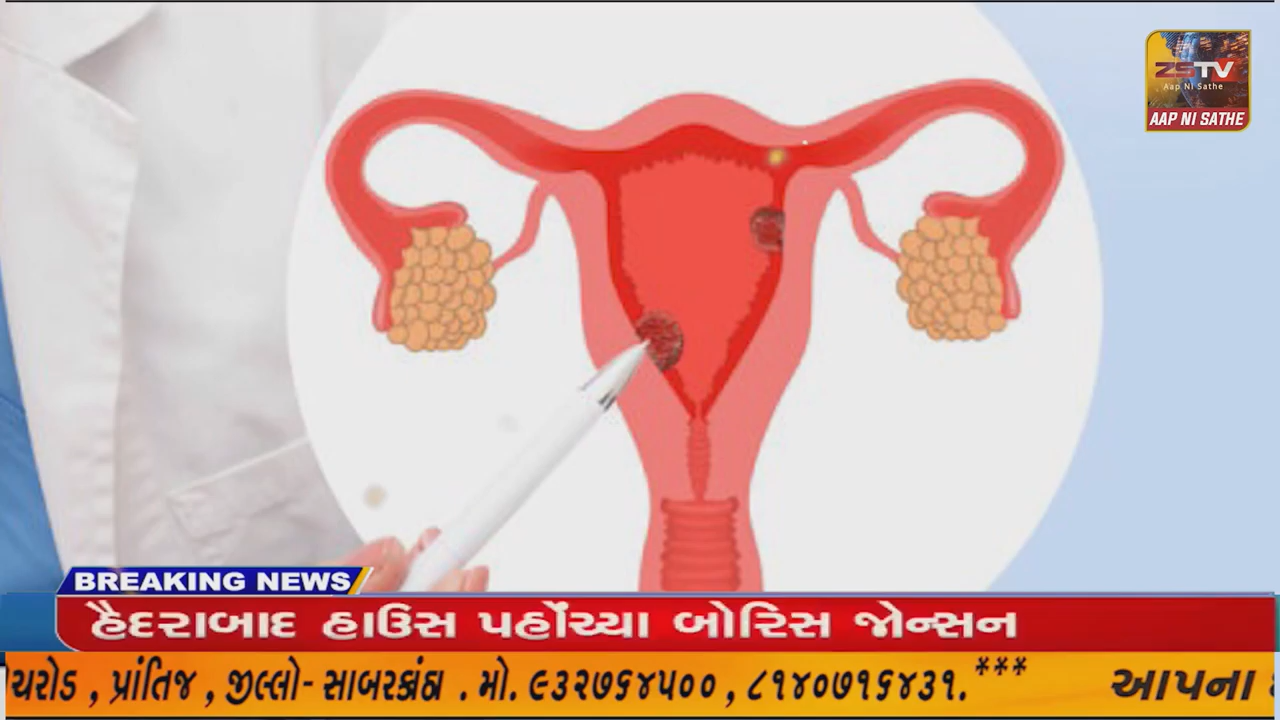 ZSTV
Aap Ni Sathe
AAP NI SATHE
BREAKING NEWS
હૈદરાબાદ હાઉસ પહોંચ્યા બોરિસ જોન્સન
ચરોડ , પ્રાંતિજ , જીલ્લો- સાબરકાંઠા . મો. ૯૩૨૭૬૪૫૦૦ , ૮૧૪૦૭૧૬૪૩૧.*** આપના